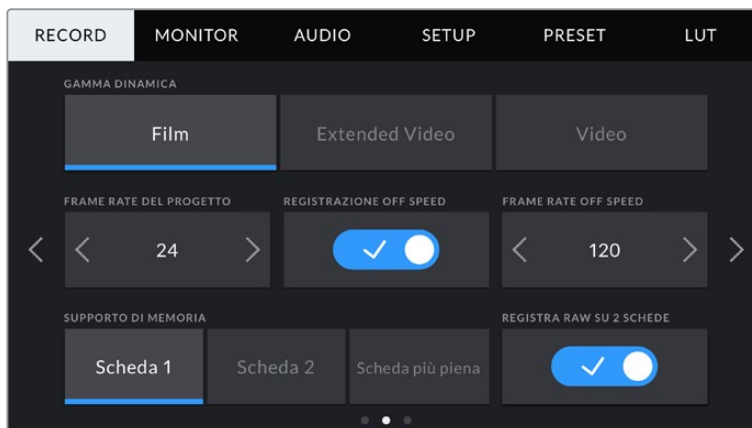 RECORD MONITOR AUDIO SETUP PRESET LUT
GAMMA DINAMICA
Film Extended Video Video
FRAME RATE DEL PROGETTO REGISTRAZIONE OFF SPEED FRAME RATE OFF SPEED
24 120
SUPPORTO DI MEMORIA REGISTRA RAW SU 2 SCHEDE
Scheda 1 Scheda 2 Scheda più piena